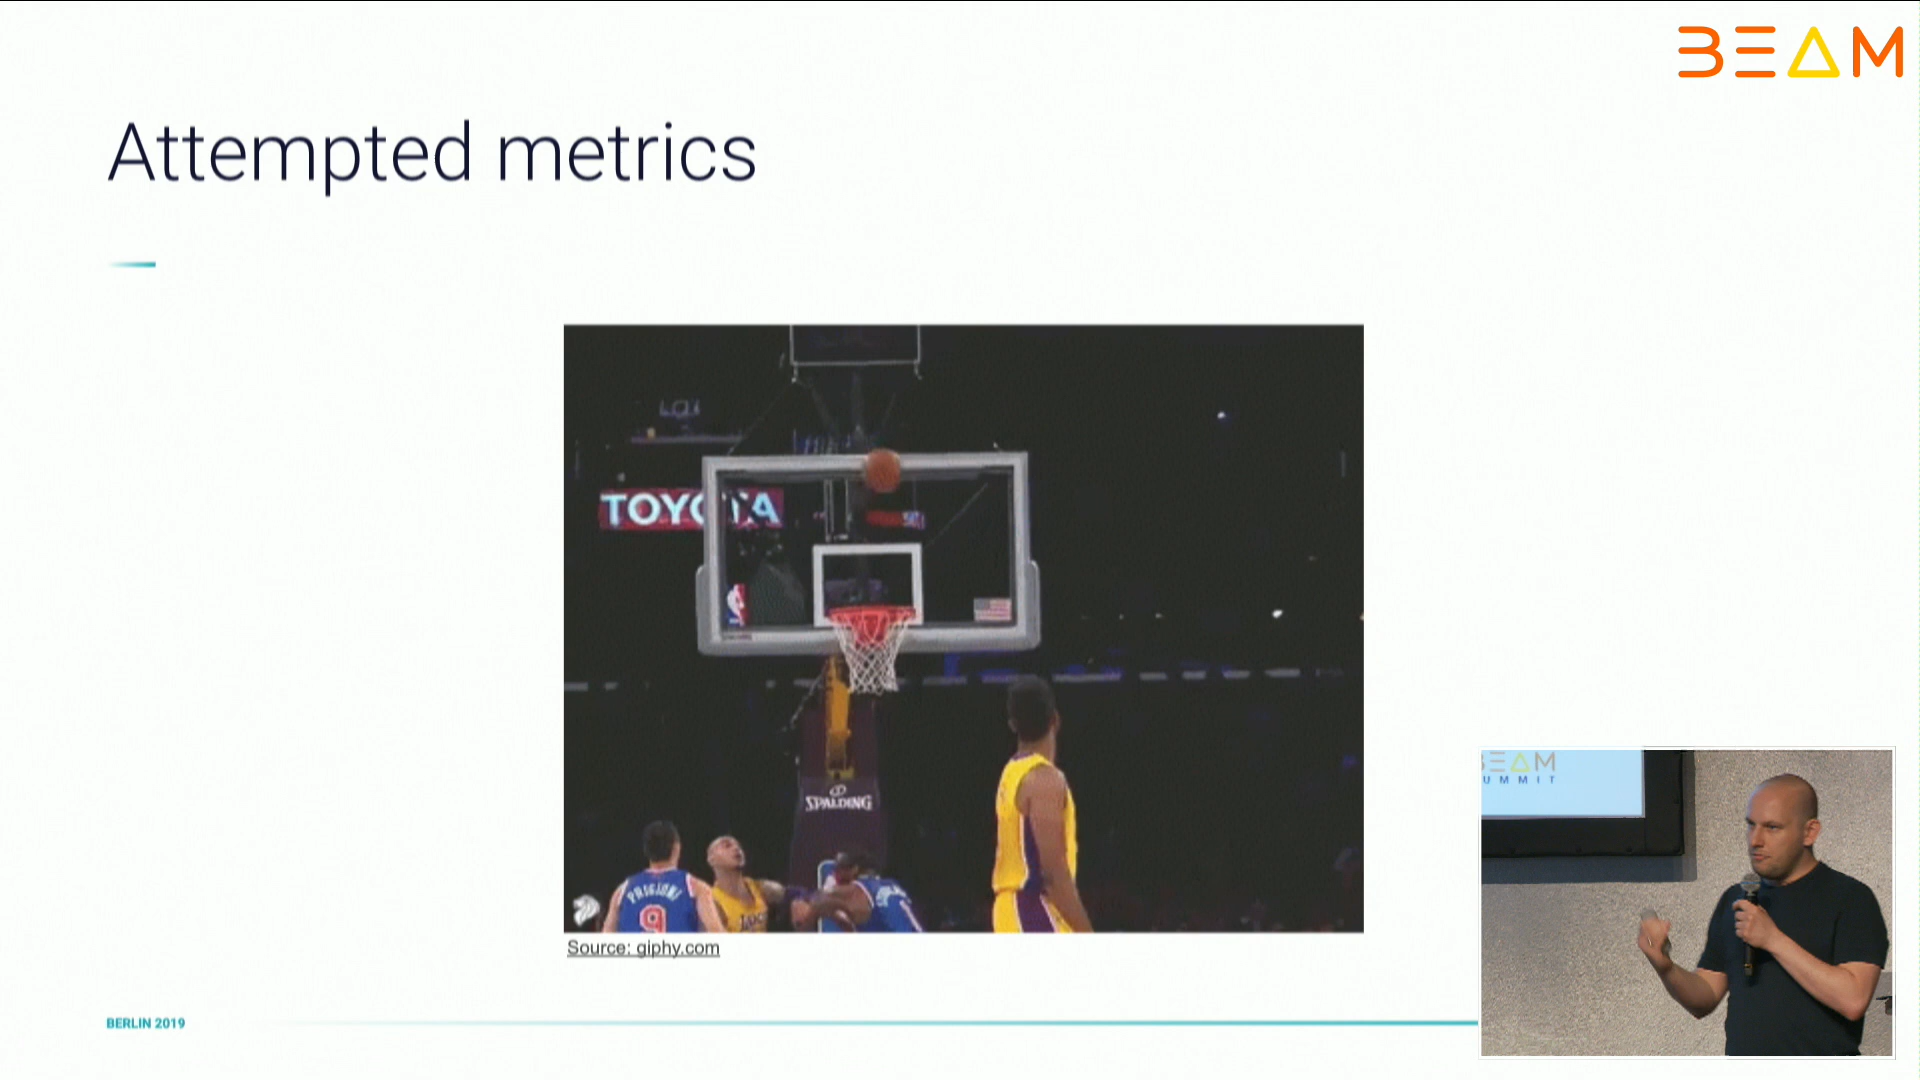 BEAM
Attempted metrics
TOYOTA
SPALDING
PRIGIONI
9
Source: giphy.com
BERLIN 2019
BEAM
SUMMIT